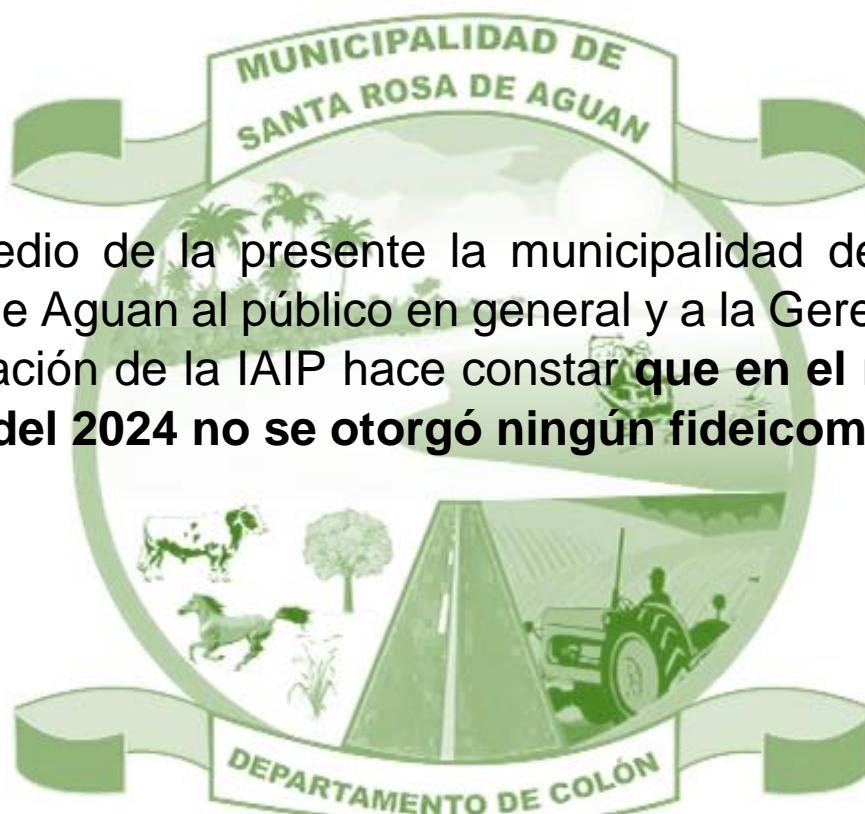 MUNICIPALIDAD DE
SANTA ROSA DE AGUAN
edio de la presente la municipalidad de
e Aguan al público en general y a la Gere
ación de la IAIP hace constar que en el
del 2024 no se otorgó ningún fideicom
DEPARTAMENTO DE COLÓN